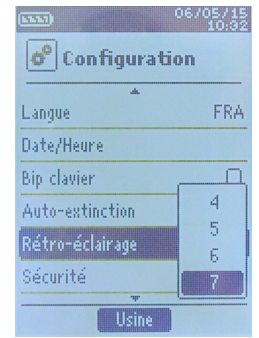 06/05/15
10:32
Configuration
Langue FRA
Date/Heure
Bip clavier
Auto-extinction
Rétro-éclairage
Sécurité
4
5
6
7
Usine